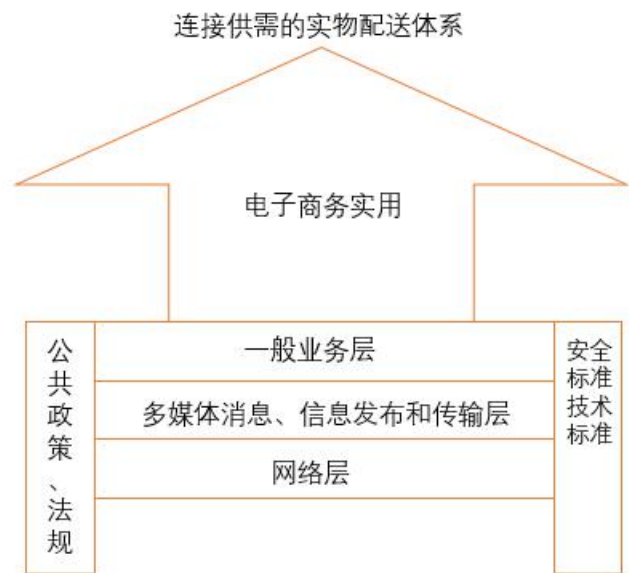 连接供需的实物配送体系
电子商务实用
公共政策、法规
一般业务层
多媒体消息、信息发布和传输层
网络层
安全
标准
技术
标准